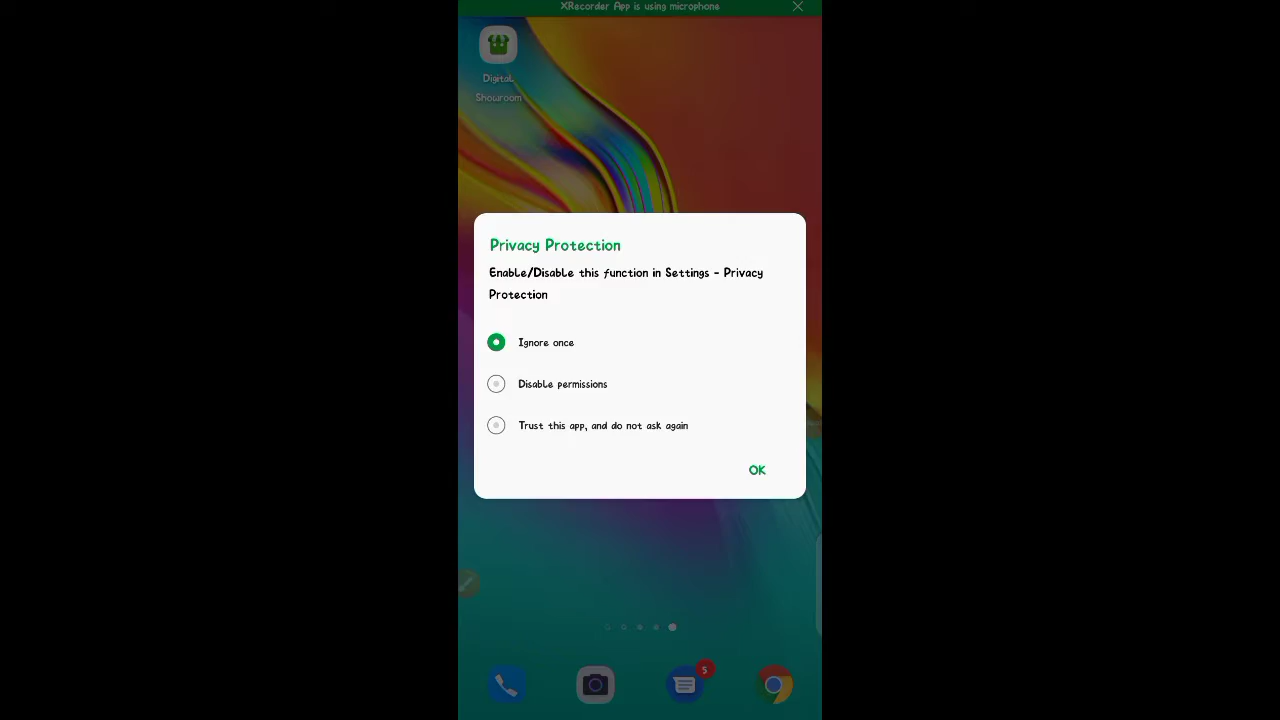 XRecorder App is using microphone
Digital
Showroom
Privacy Protection
Enable/Disable this function in Settings - Privacy
Protection
Ignore once
Disable permissions
Trust this app, and do not ask again
OK
5